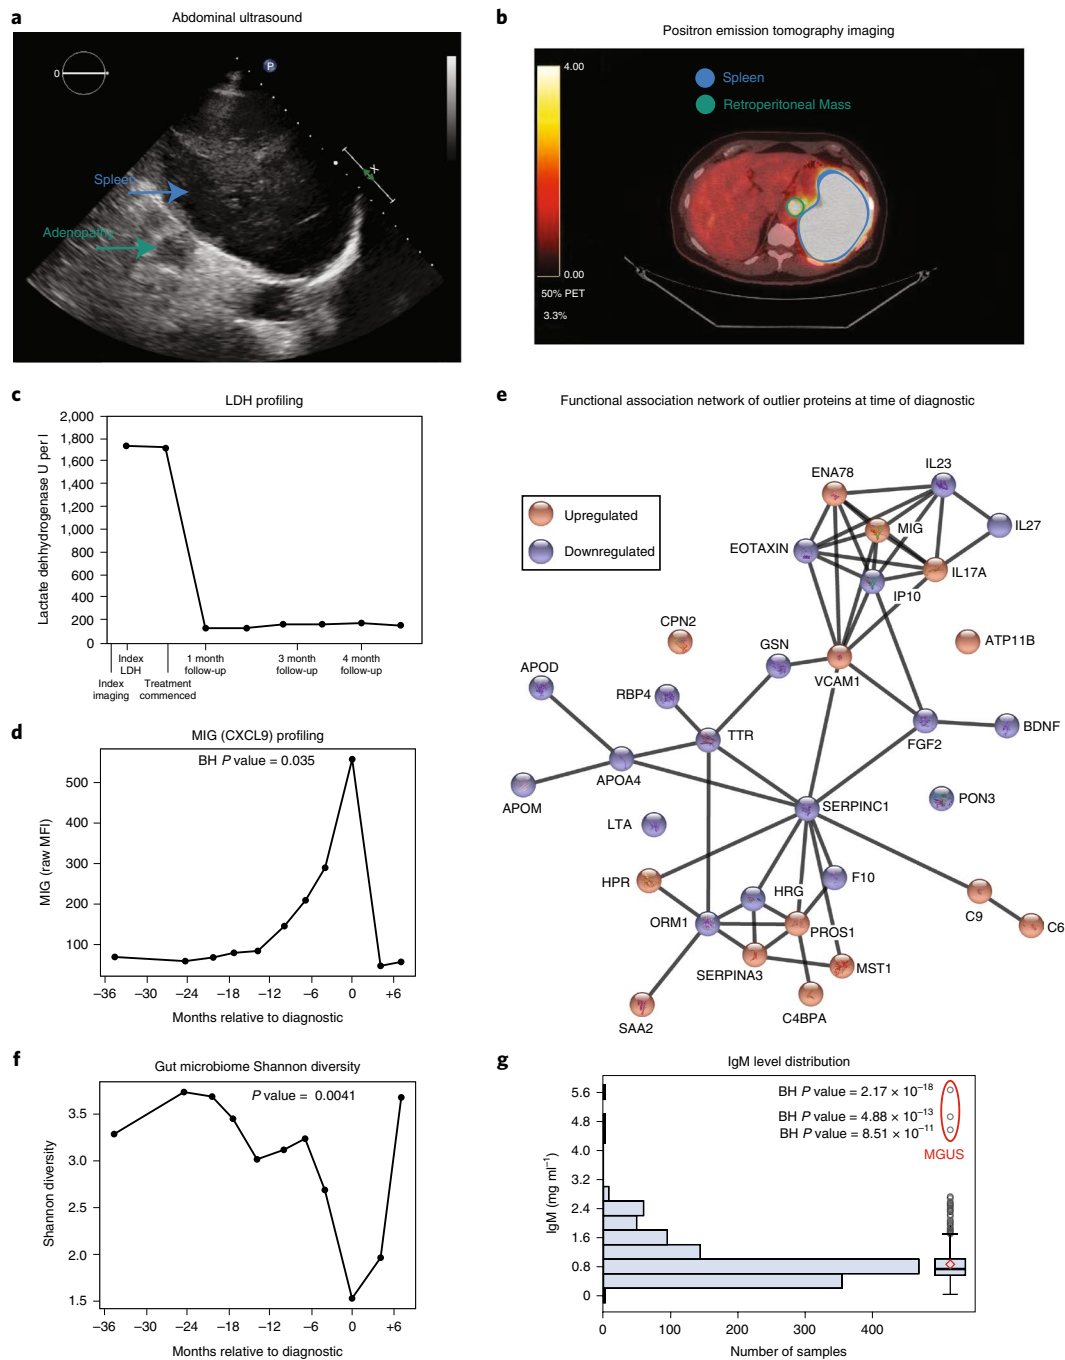 a
Abdominal ultrasound
0
P
X
Spleen
Adenopathy
b
Positron emission tomography imaging
4.00
Spleen
Retroperitoneal Mass
0.00
50% PET
3.3%
c
LDH profiling
Lactate dehhydrogenase U per l
2,000
1,800
1,600
1,400
1,200
1,000
800
600
400
200
0
Index
LDH
Index
imaging
Treatment
commenced
1 month
follow-up
3 month
follow-up
4 month
follow-up
d
MIG (CXCL9) profiling
BH P value = 0.035
MIG (raw MFI)
500
400
300
200
100
–36 –30 –24 –18 –12 –6 0 +6
Months relative to diagnostic
e
Functional association network of outlier proteins at time of diagnostic
Upregulated
Downregulated
ENA78
IL23
MIG
IL27
EOTAXIN
IL17A
IP10
CPN2
GSN
ATP11B
VCAM1
APOD
RBP4
TTR
FGF2
BDNF
APOA4
APOM
SERPINC1
PON3
LTA
HPR
HRG
F10
C9
C6
ORM1
PROS1
SERPINA3
MST1
SAA2
C4BPA
f
Gut microbiome Shannon diversity
P value = 0.0041
Shannon diversity
3.5
3.0
2.5
2.0
1.5
–36 –30 –24 –18 –12 –6 0 +6
Months relative to diagnostic
g
IgM level distribution
BH P value = 2.17 × 10–18
BH P value = 4.88 × 10–13
BH P value = 8.51 × 10–11
MGUS
IgM (mg ml–1)
5.6
4.8
4.0
3.2
2.4
1.6
0.8
0
0 100 200 300 400
Number of samples